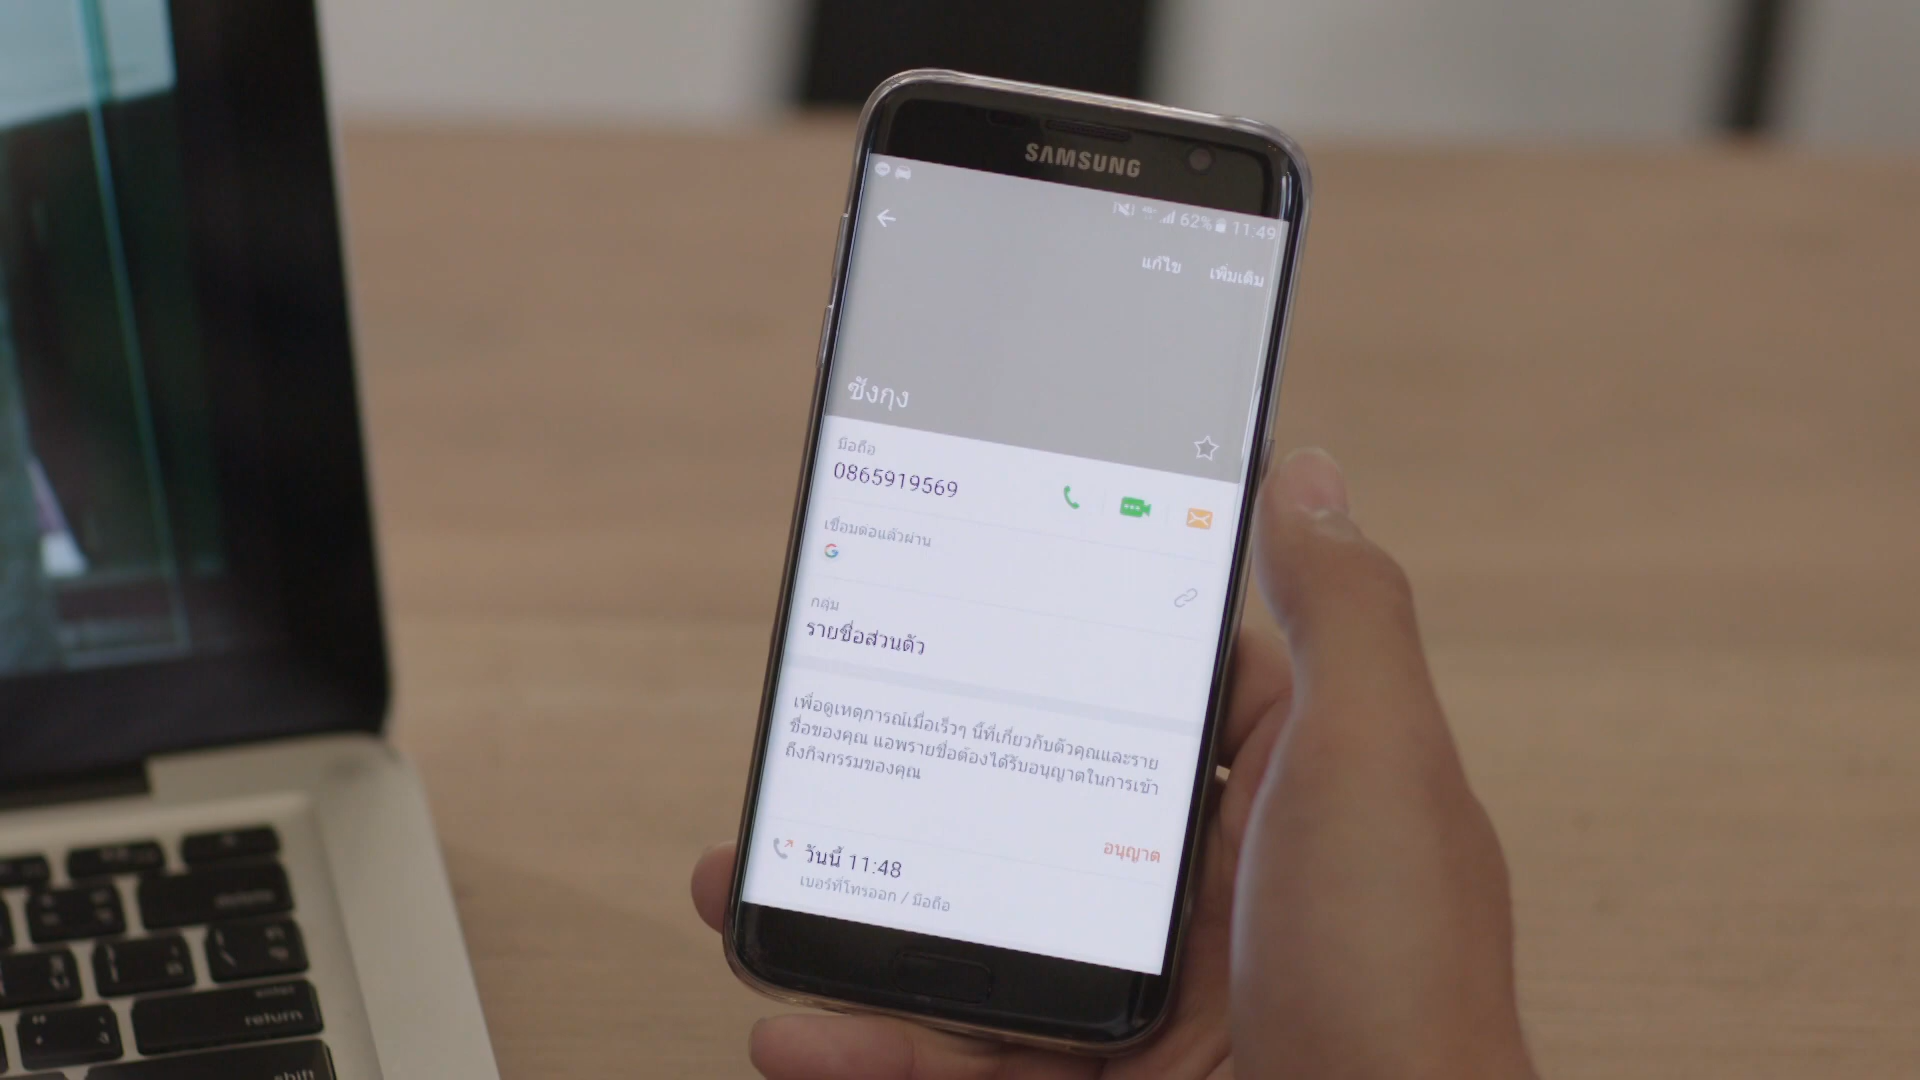 SAMSUNG
62% 11:49
แก้ไข เพิ่มเติม
ซังกุง
มือถือ
0865919569
เชื่อมต่อแล้วผ่าน
กลุ่ม
รายชื่อส่วนตัว
เพื่อดูเหตุการณ์เมื่อเร็วๆ นี้ที่เกี่ยวกับตัวคุณและราย
ชื่อของคุณ แอพรายชื่อต้องได้รับอนุญาตในการเข้า
ถึงกิจกรรมของคุณ
อนุญาต
วันนี้ 11:48
เบอร์ที่โทรออก / มือถือ
delete
enter
return
shift